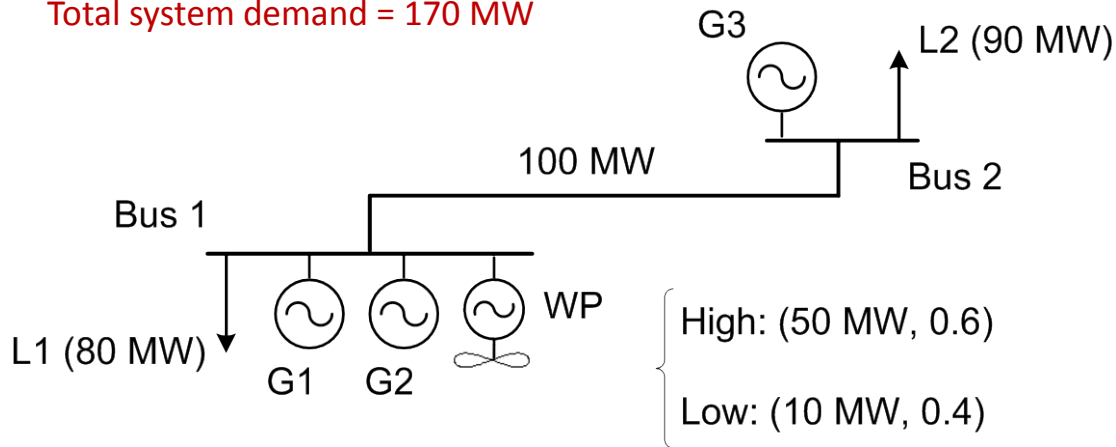 Total system demand = 170 MW
G3
L2 (90 MW)
100 MW
Bus 2
Bus 1
WP
High: (50 MW, 0.6)
L1 (80 MW)
G1
G2
Low: (10 MW, 0.4)